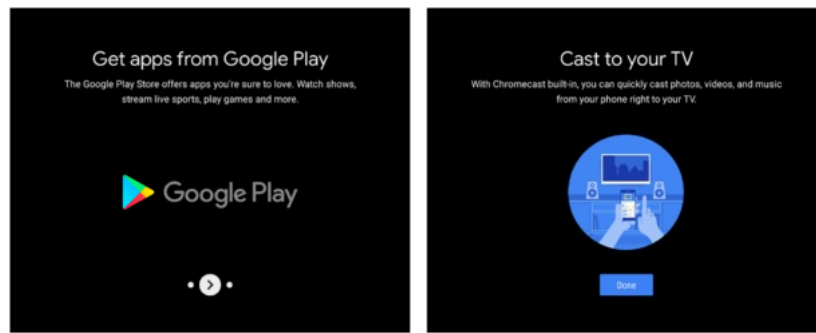 Get apps from Google Play
The Google Play Store offers apps you're sure to love. Watch shows,
stream live sports, play games and more.
Google Play
Cast to your TV
With Chromecast built-in, you can quickly cast photos, videos, and music
from your phone right to your TV.
Done